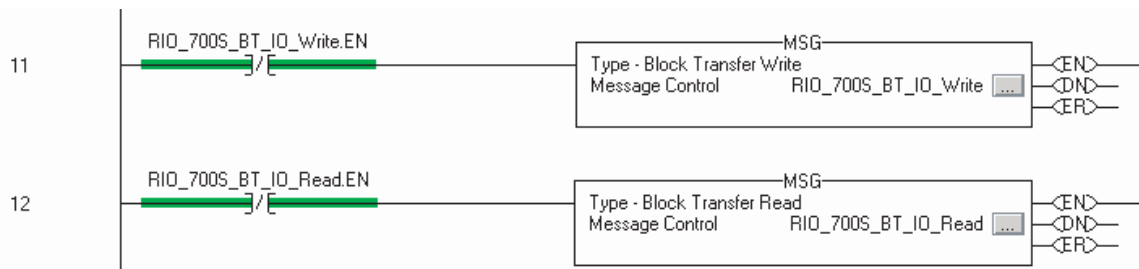 RIO_700S_BT_IO_Write.EN
11
MSG
Type - Block Transfer Write
Message Control RIO_700S_BT_IO_Write ...
EN
DN
ER
RIO_700S_BT_IO_Read.EN
12
MSG
Type - Block Transfer Read
Message Control RIO_700S_BT_IO_Read ...
EN
DN
ER